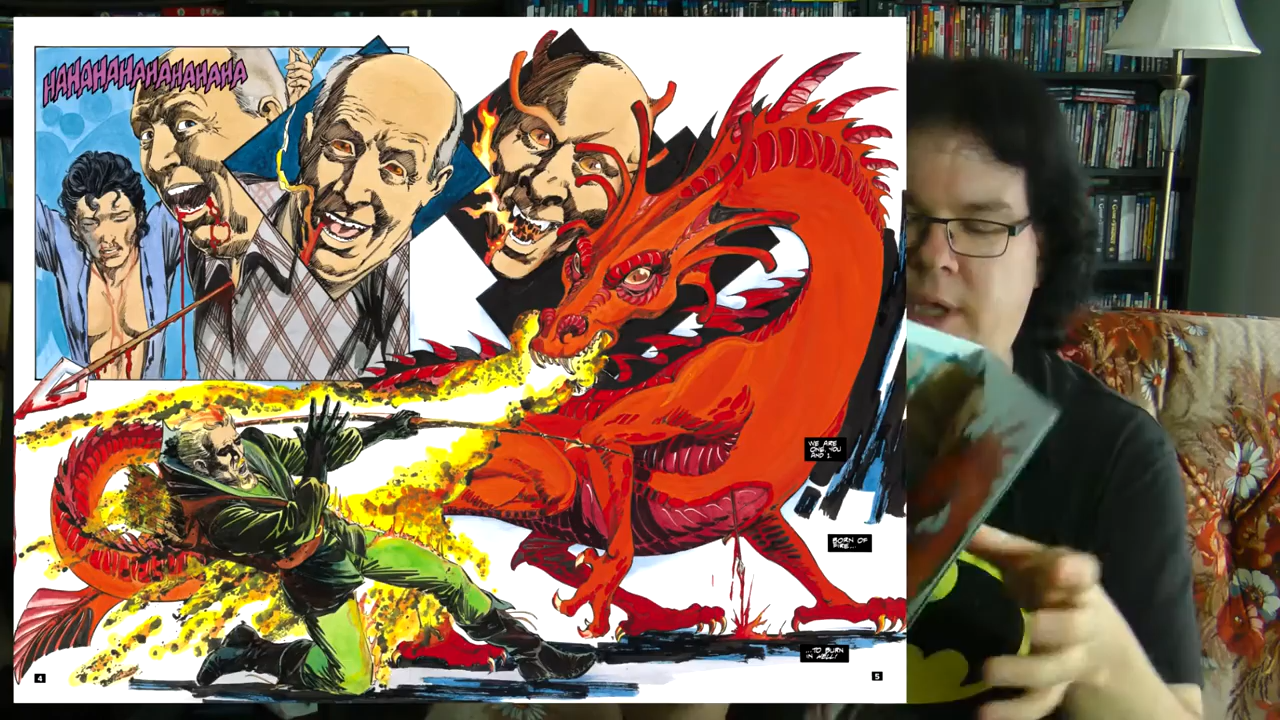 HAHAHAHAHAHAHAHA
WE ARE
ONE, YOU
AND I.
BORN OF
FIRE...
...TO BURN
IN HELL!
4
5